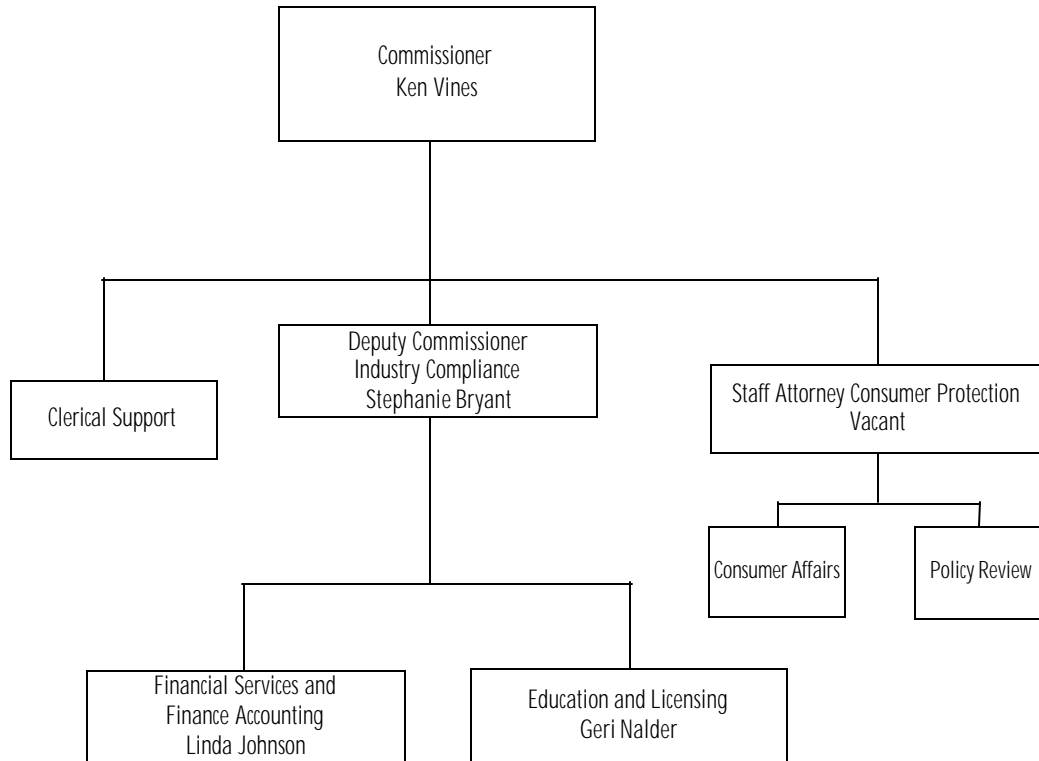 Commissioner
Ken Vines
Deputy Commissioner
Industry Compliance
Stephanie Bryant
Clerical Support
Staff Attorney Consumer Protection
Vacant
Consumer Affairs
Policy Review
Financial Services and
Finance Accounting
Linda Johnson
Education and Licensing
Geri Nalder